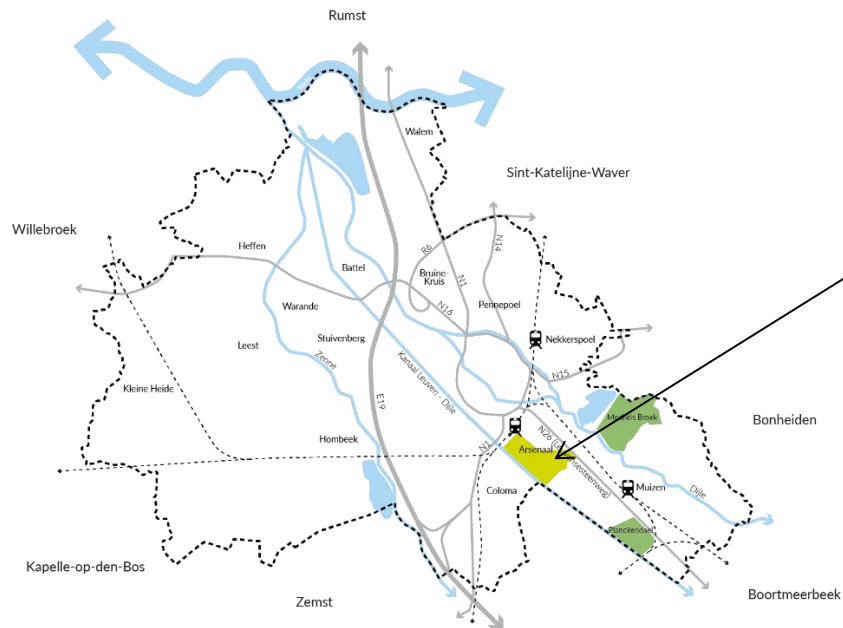 Rumst
Walem
Sint-Katelijne-Waver
Willebroek
Heffen
R6
N14
Battel
Bruine-
Kruis
N1
Pennepoel
Warande
N16
Leest
Stuivenberg
Nekkerspoel
Zenne
Kanaal Leuven - Dijle
N15
Kleine Heide
E19
Mechels Broek
Bonheiden
Hombeek
N1
Arsenaal
N26
Coloma
Muizen
Dijle
Planckendael
Kapelle-op-den-Bos
Zemst
Boortmeerbeek